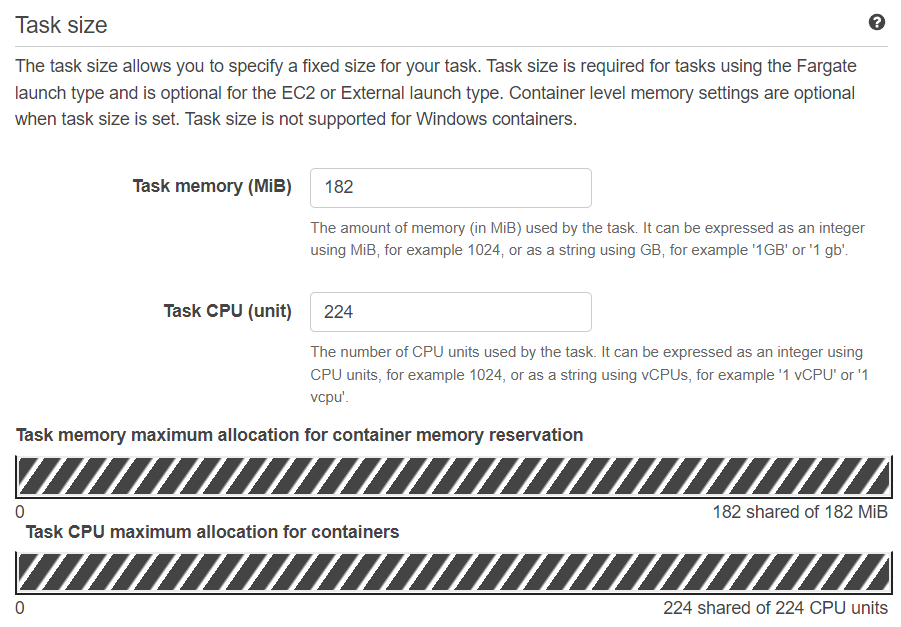 Task size
The task size allows you to specify a fixed size for your task. Task size is required for tasks using the Fargate
launch type and is optional for the EC2 or External launch type. Container level memory settings are optional
when task size is set. Task size is not supported for Windows containers.
Task memory (MiB)
182
The amount of memory (in MiB) used by the task. It can be expressed as an integer
using MiB, for example 1024, or as a string using GB, for example '1GB' or '1 gb'.
Task CPU (unit)
224
The number of CPU units used by the task. It can be expressed as an integer using
CPU units, for example 1024, or as a string using vCPUs, for example '1 vCPU' or '1
vcpu'.
Task memory maximum allocation for container memory reservation
0
182 shared of 182 MiB
Task CPU maximum allocation for containers
0
224 shared of 224 CPU units